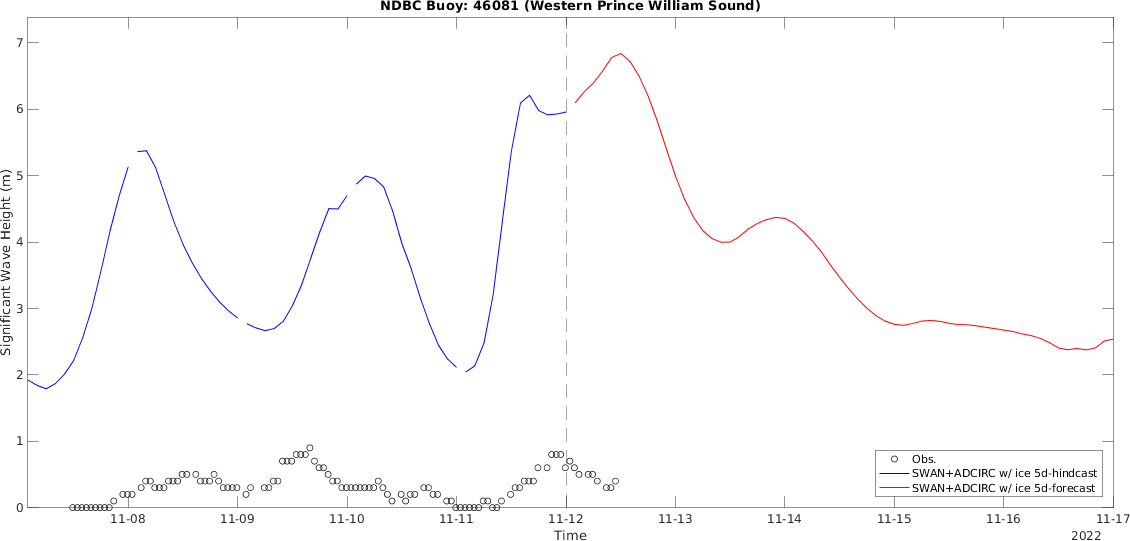 NDBC Buoy: 46081 (Western Prince William Sound)
Significant Wave Height (m)
7
6
5
4
3
2
1
0
Obs.
SWAN+ADCIRC w/ ice 5d-hindcast
SWAN+ADCIRC w/ ice 5d-forecast
11-08 11-09 11-10 11-11 11-12 11-13 11-14 11-15 11-16 11-17
Time
2022